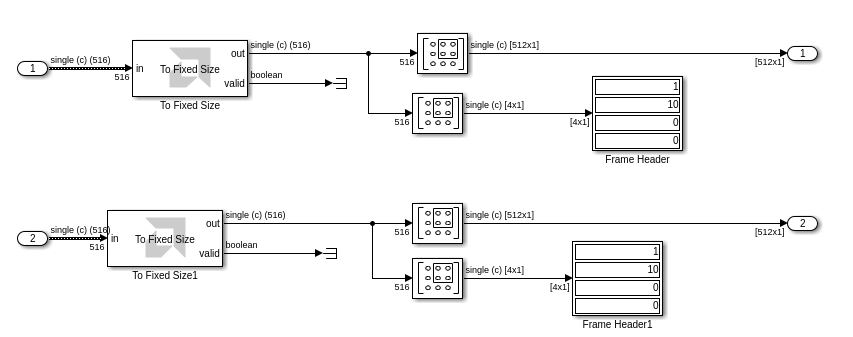 single (c) (516)
1
516
in
To Fixed Size
out
valid
To Fixed Size
single (c) (516)
boolean
516
single (c) [512x1]
1
[512x1]
516
single (c) [4x1]
[4x1]
1
10
0
0
Frame Header
single (c) (516)
2
516
in
To Fixed Size
out
valid
To Fixed Size1
single (c) (516)
boolean
516
single (c) [512x1]
2
[512x1]
516
single (c) [4x1]
[4x1]
1
10
0
0
Frame Header1